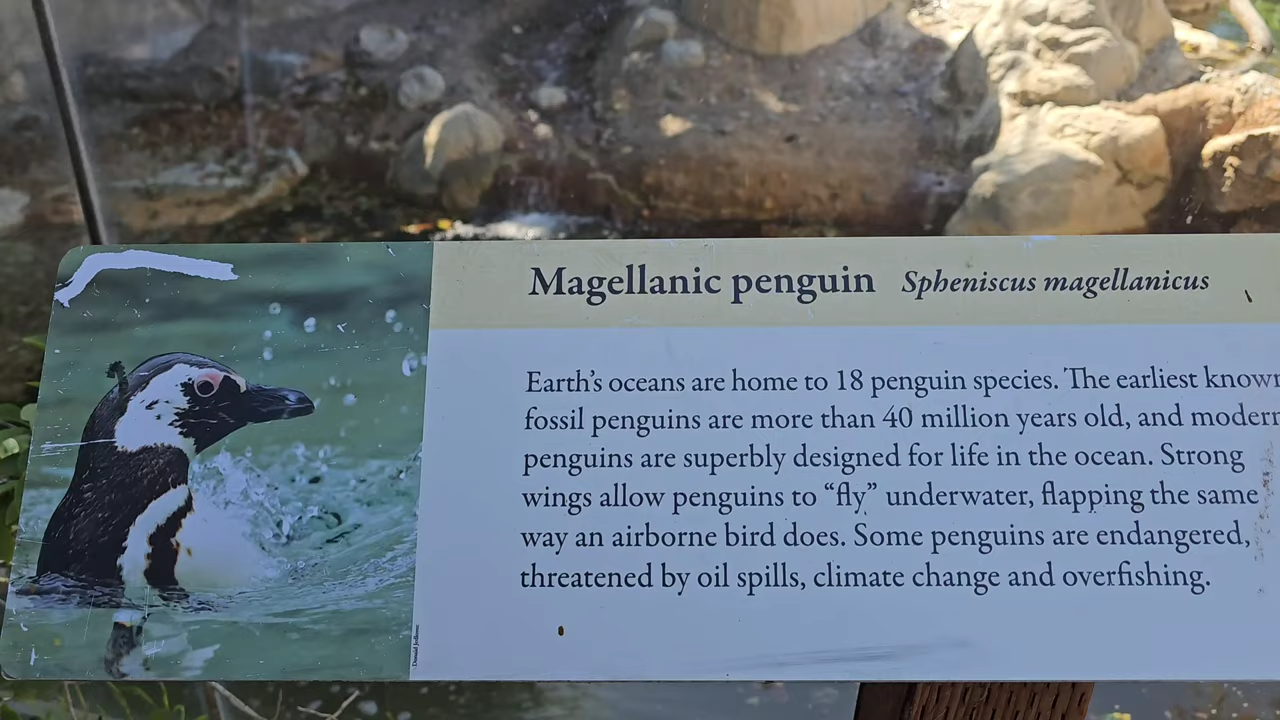 Magellanic penguin Spheniscus magellanicus
Earth's oceans are home to 18 penguin species. The earliest known
fossil penguins are more than 40 million years old, and modern
penguins are superbly designed for life in the ocean. Strong
wings allow penguins to “fly” underwater, flapping the same
way an airborne bird does. Some penguins are endangered,
threatened by oil spills, climate change and overfishing.